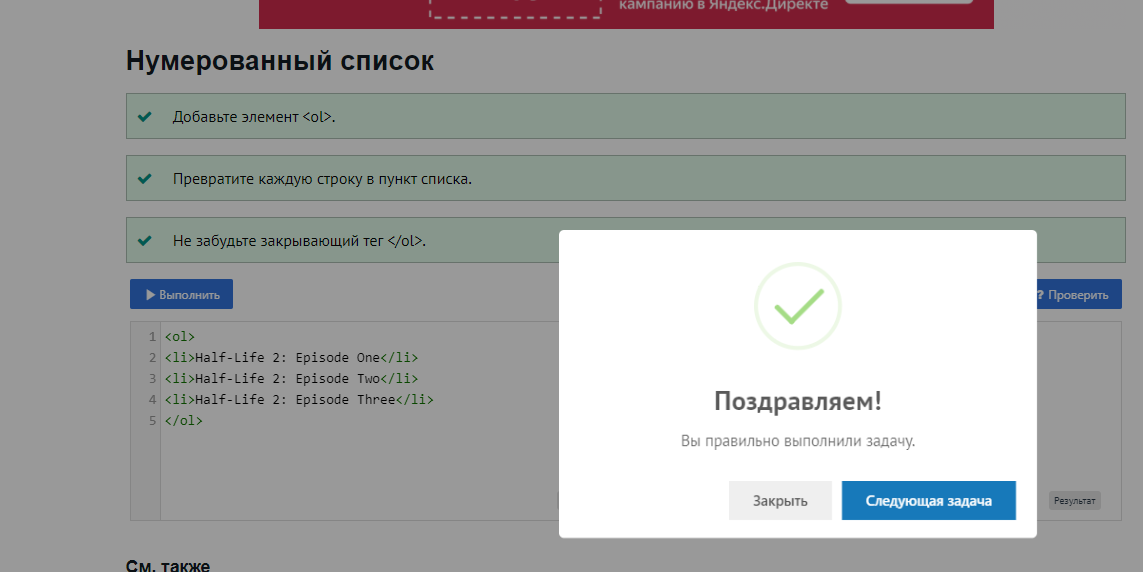 кампанию в Яндекс.Директе
Нумерованный список
Добавьте элемент <ol>.
Превратите каждую строку в пункт списка.
Не забудьте закрывающий тег </ol>.
Выполнить
? Проверить
1 <ol>
2 <li>Half-Life 2: Episode One</li>
3 <li>Half-Life 2: Episode Two</li>
4 <li>Half-Life 2: Episode Three</li>
5 </ol>
Поздравляем!
Вы правильно выполнили задачу.
Закрыть
Следующая задача
Результат
См. также